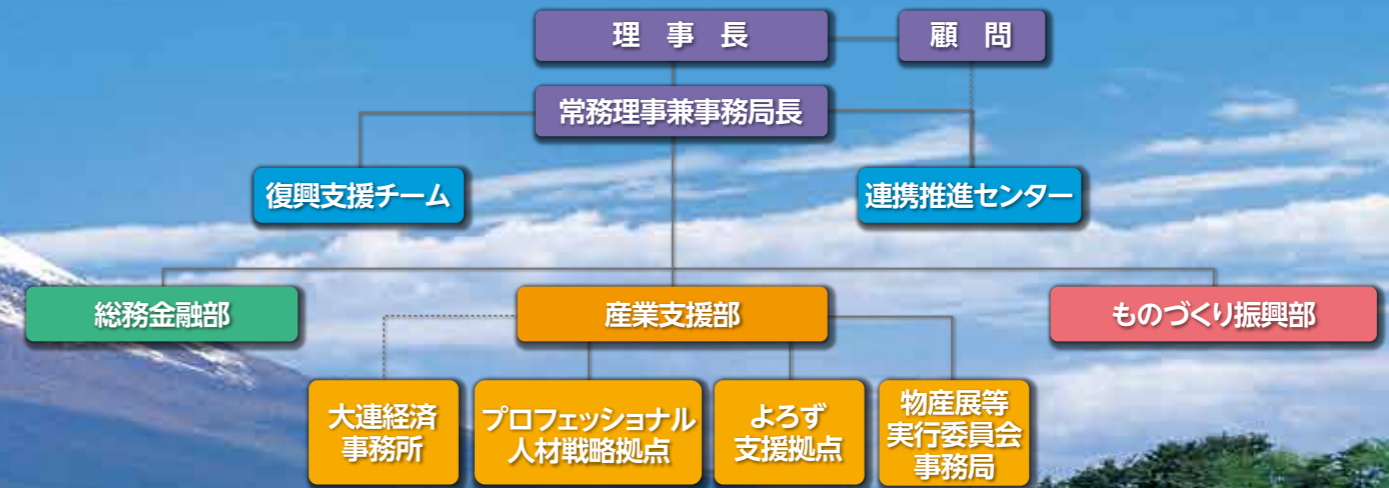 理 事 長
顧 問
常務理事兼事務局長
復興支援チーム
連携推進センター
総務金融部
産業支援部
ものづくり振興部
大連経済
事務所
プロフェッショナル
人材戦略拠点
よろず
支援拠点
物産展等
実行委員会
事務局